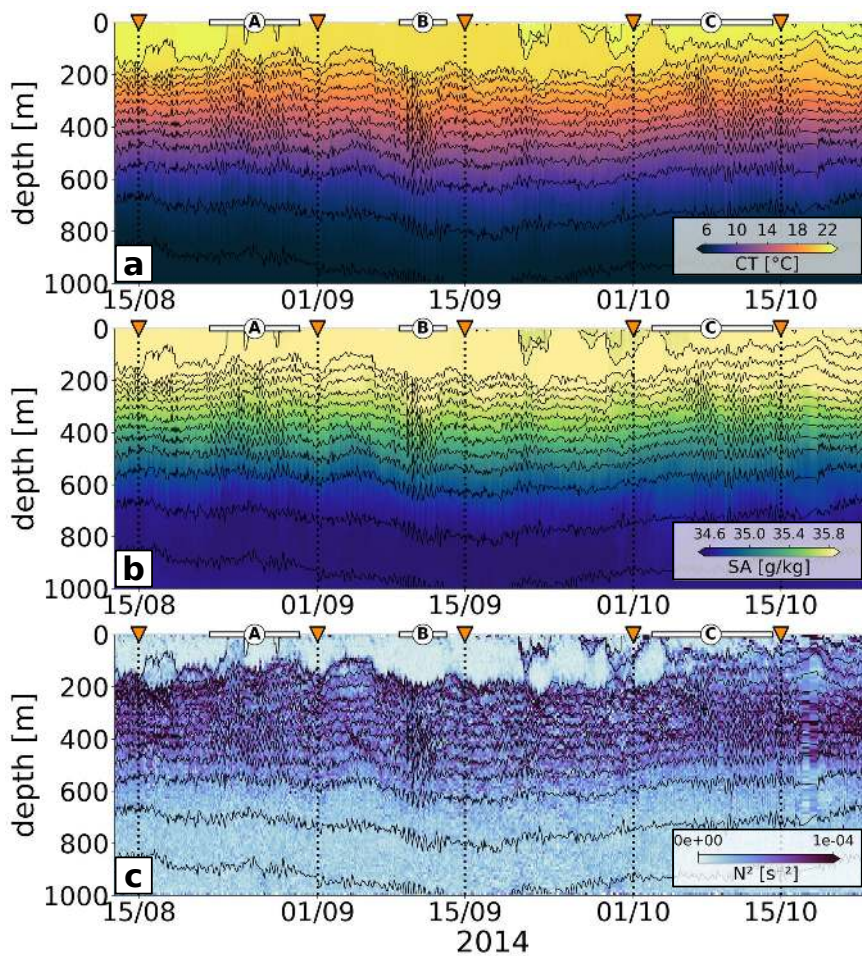 A B C
0
200
400
600
800
1000
depth [m]
a
6 10 14 18 22
CT [°C]
15/08 01/09 15/09 01/10 15/10
A B C
0
200
400
600
800
1000
depth [m]
b
34.6 35.0 35.4 35.8
SA [g/kg]
15/08 01/09 15/09 01/10 15/10
A B C
0
200
400
600
800
1000
depth [m]
c
0e+00 1e-04
N² [s⁻²]
15/08 01/09 15/09 01/10 15/10
2014